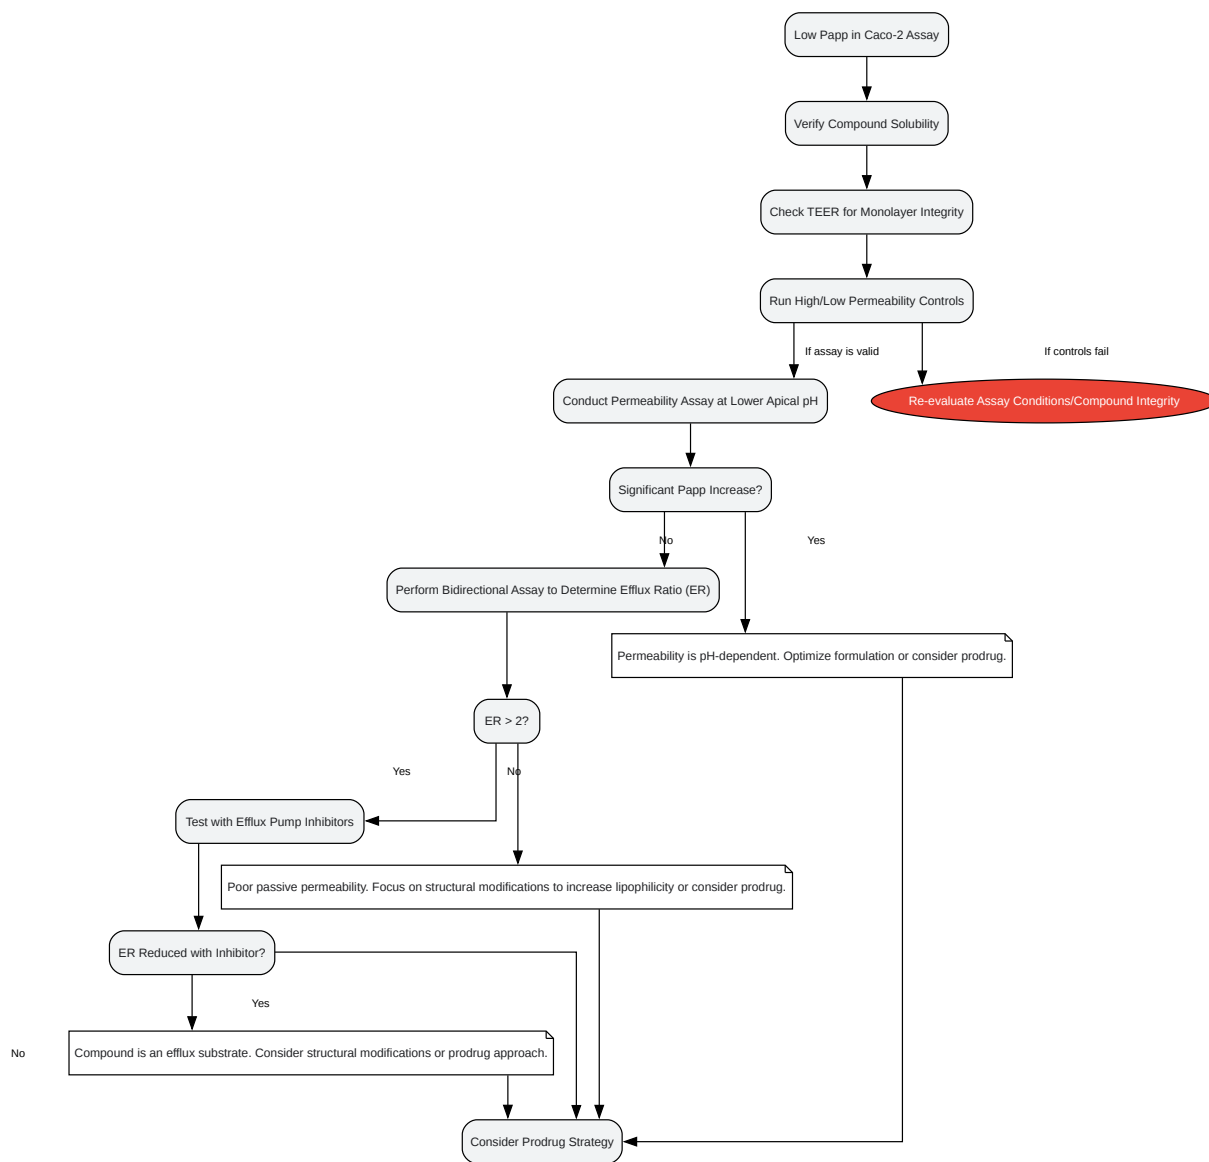 Low Papp in Caco-2 Assay
Verify Compound Solubility
Check TEER for Monolayer Integrity
Run High/Low Permeability Controls
If assay is valid
If controls fail
Conduct Permeability Assay at Lower Apical pH
Re-evaluate Assay Conditions/Compound Integrity
Significant Papp Increase?
No
Yes
Perform Bidirectional Assay to Determine Efflux Ratio (ER)
Permeability is pH-dependent. Optimize formulation or consider prodrug.
ER > 2?
Yes
No
Test with Efflux Pump Inhibitors
Poor passive permeability. Focus on structural modifications to increase lipophilicity or consider prodrug.
ER Reduced with Inhibitor?
Yes
No
Compound is an efflux substrate. Consider structural modifications or prodrug approach.
Consider Prodrug Strategy